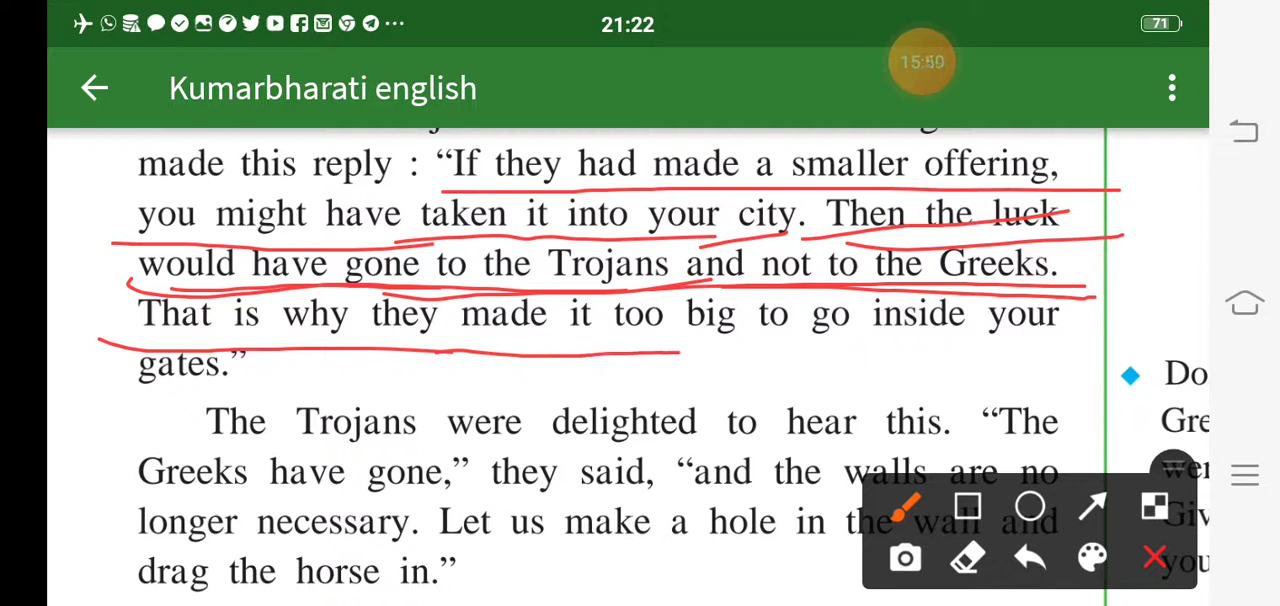 21:22
71
15:50
Kumarbharati english
made this reply : “If they had made a smaller offering,
you might have taken it into your city. Then the luck
would have gone to the Trojans and not to the Greeks.
That is why they made it too big to go inside your
gates.”
The Trojans were delighted to hear this. “The
Greeks have gone,” they said, “and the walls are no
longer necessary. Let us make a hole in the wall and
drag the horse in.”
Do
Gre
wer
Giv
you